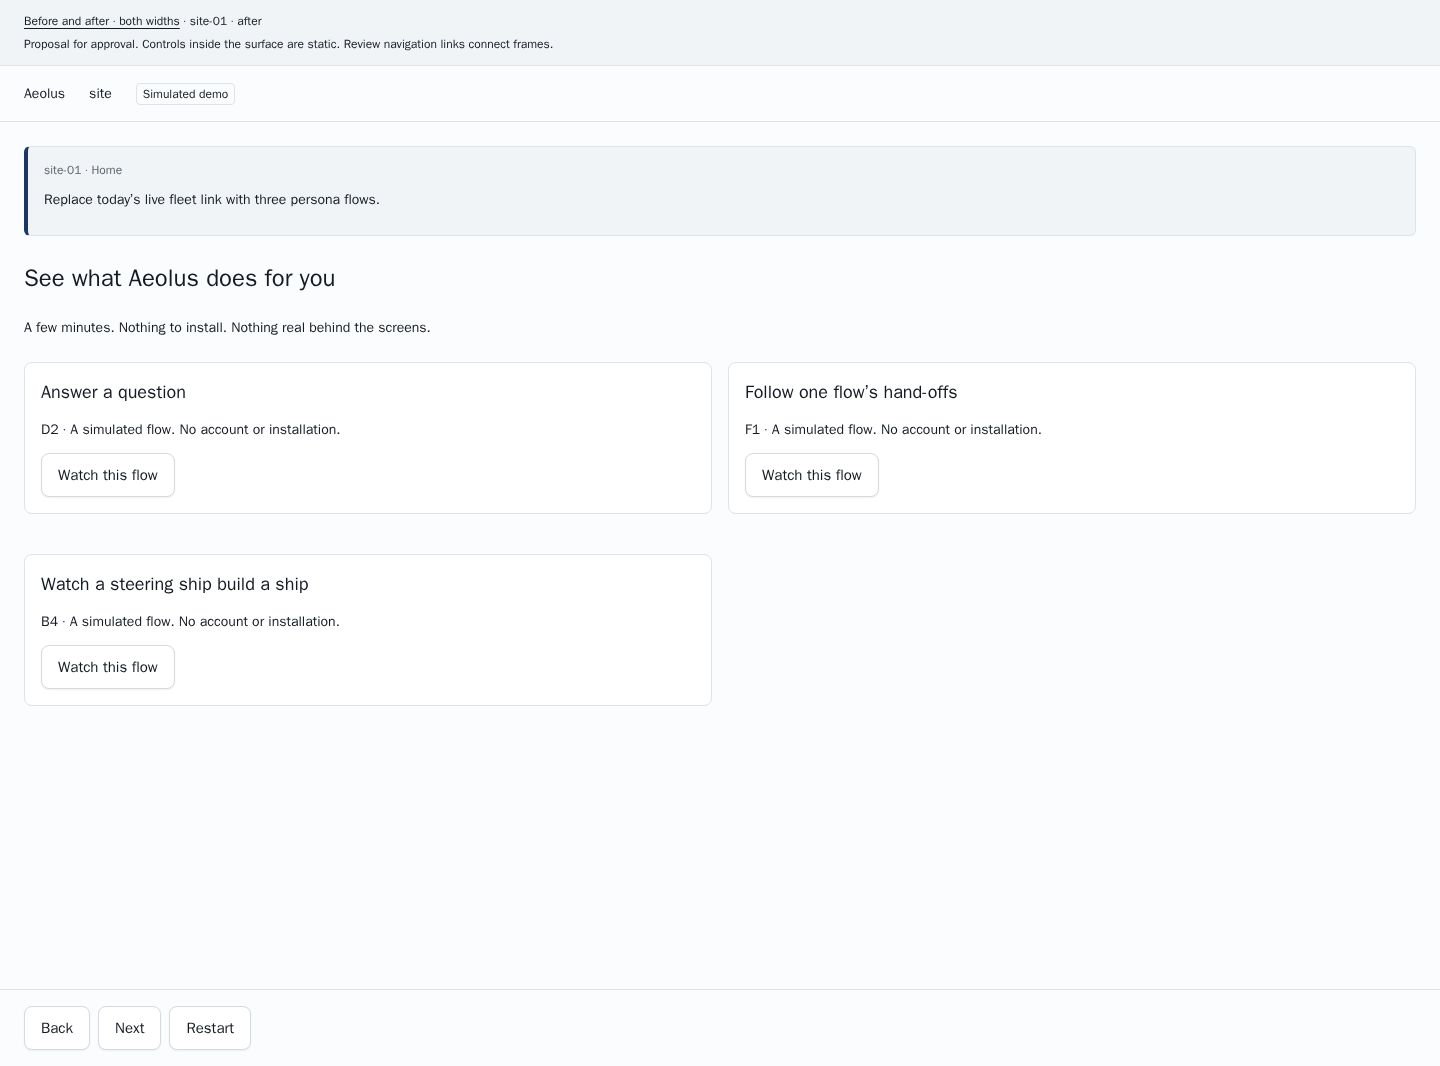 Before and after · both widths · site-01 · after
Proposal for approval. Controls inside the surface are static. Review navigation links connect frames.
Aeolus site Simulated demo
site-01 · Home
Replace today's live fleet link with three persona flows.
See what Aeolus does for you
A few minutes. Nothing to install. Nothing real behind the screens.
Answer a question
D2 · A simulated flow. No account or installation.
Watch this flow
Follow one flow's hand-offs
F1 · A simulated flow. No account or installation.
Watch this flow
Watch a steering ship build a ship
B4 · A simulated flow. No account or installation.
Watch this flow
Back Next Restart